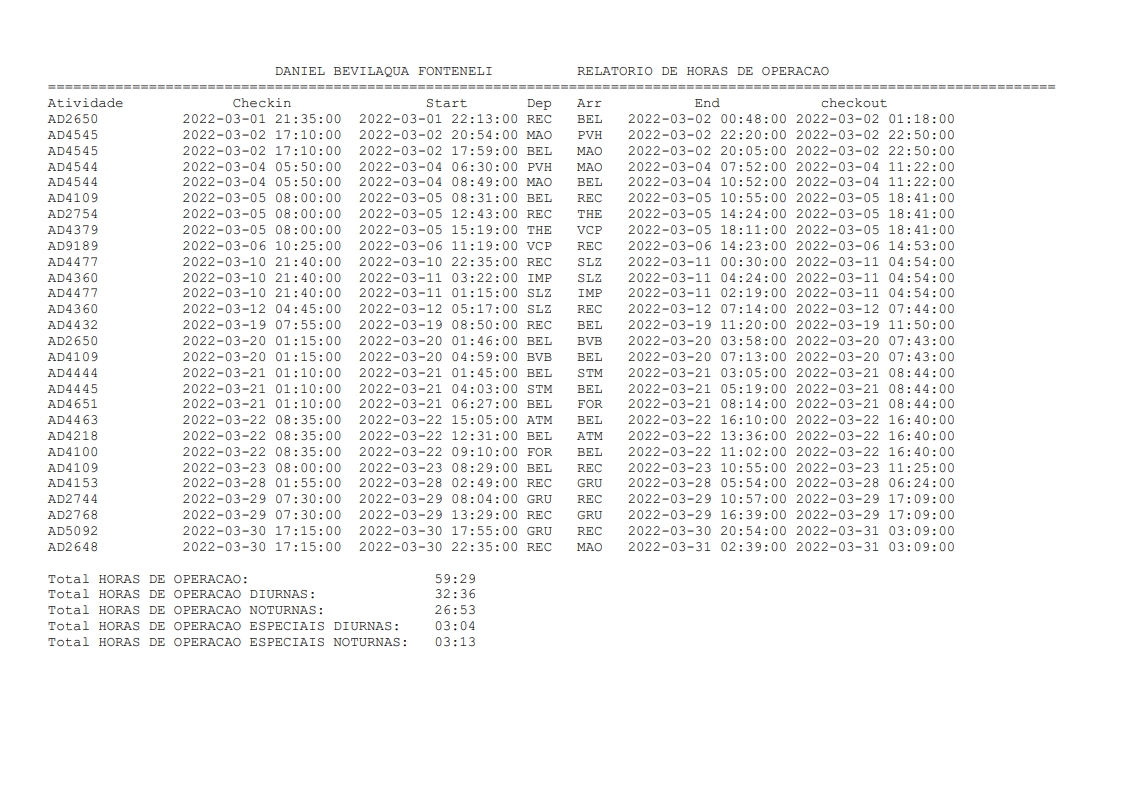 DANIEL BEVILAQUA FONTENELI RELATORIO DE HORAS DE OPERACAO
========================================================================================================================
Atividade Checkin Start Dep Arr End checkout
AD2650 2022-03-01 21:35:00 2022-03-01 22:13:00 REC BEL 2022-03-02 00:48:00 2022-03-02 01:18:00
AD4545 2022-03-02 17:10:00 2022-03-02 20:54:00 MAO PVH 2022-03-02 22:20:00 2022-03-02 22:50:00
AD4545 2022-03-02 17:10:00 2022-03-02 17:59:00 BEL MAO 2022-03-02 20:05:00 2022-03-02 22:50:00
AD4544 2022-03-04 05:50:00 2022-03-04 06:30:00 PVH MAO 2022-03-04 07:52:00 2022-03-04 11:22:00
AD4544 2022-03-04 05:50:00 2022-03-04 08:49:00 MAO BEL 2022-03-04 10:52:00 2022-03-04 11:22:00
AD4109 2022-03-05 08:00:00 2022-03-05 08:31:00 BEL REC 2022-03-05 10:55:00 2022-03-05 18:41:00
AD2754 2022-03-05 08:00:00 2022-03-05 12:43:00 REC THE 2022-03-05 14:24:00 2022-03-05 18:41:00
AD4379 2022-03-05 08:00:00 2022-03-05 15:19:00 THE VCP 2022-03-05 18:11:00 2022-03-05 18:41:00
AD9189 2022-03-06 10:25:00 2022-03-06 11:19:00 VCP REC 2022-03-06 14:23:00 2022-03-06 14:53:00
AD4477 2022-03-10 21:40:00 2022-03-10 22:35:00 REC SLZ 2022-03-11 00:30:00 2022-03-11 04:54:00
AD4360 2022-03-10 21:40:00 2022-03-11 03:22:00 IMP SLZ 2022-03-11 04:24:00 2022-03-11 04:54:00
AD4477 2022-03-10 21:40:00 2022-03-11 01:15:00 SLZ IMP 2022-03-11 02:19:00 2022-03-11 04:54:00
AD4360 2022-03-12 04:45:00 2022-03-12 05:17:00 SLZ REC 2022-03-12 07:14:00 2022-03-12 07:44:00
AD4432 2022-03-19 07:55:00 2022-03-19 08:50:00 REC BEL 2022-03-19 11:20:00 2022-03-19 11:50:00
AD2650 2022-03-20 01:15:00 2022-03-20 01:46:00 BEL BVB 2022-03-20 03:58:00 2022-03-20 07:43:00
AD4109 2022-03-20 01:15:00 2022-03-20 04:59:00 BVB BEL 2022-03-20 07:13:00 2022-03-20 07:43:00
AD4444 2022-03-21 01:10:00 2022-03-21 01:45:00 BEL STM 2022-03-21 03:05:00 2022-03-21 08:44:00
AD4445 2022-03-21 01:10:00 2022-03-21 04:03:00 STM BEL 2022-03-21 05:19:00 2022-03-21 08:44:00
AD4651 2022-03-21 01:10:00 2022-03-21 06:27:00 BEL FOR 2022-03-21 08:14:00 2022-03-21 08:44:00
AD4463 2022-03-22 08:35:00 2022-03-22 15:05:00 ATM BEL 2022-03-22 16:10:00 2022-03-22 16:40:00
AD4218 2022-03-22 08:35:00 2022-03-22 12:31:00 BEL ATM 2022-03-22 13:36:00 2022-03-22 16:40:00
AD4100 2022-03-22 08:35:00 2022-03-22 09:10:00 FOR BEL 2022-03-22 11:02:00 2022-03-22 16:40:00
AD4109 2022-03-23 08:00:00 2022-03-23 08:29:00 BEL REC 2022-03-23 10:55:00 2022-03-23 11:25:00
AD4153 2022-03-28 01:55:00 2022-03-28 02:49:00 REC GRU 2022-03-28 05:54:00 2022-03-28 06:24:00
AD2744 2022-03-29 07:30:00 2022-03-29 08:04:00 GRU REC 2022-03-29 10:57:00 2022-03-29 17:09:00
AD2768 2022-03-29 07:30:00 2022-03-29 13:29:00 REC GRU 2022-03-29 16:39:00 2022-03-29 17:09:00
AD5092 2022-03-30 17:15:00 2022-03-30 17:55:00 GRU REC 2022-03-30 20:54:00 2022-03-31 03:09:00
AD2648 2022-03-30 17:15:00 2022-03-30 22:35:00 REC MAO 2022-03-31 02:39:00 2022-03-31 03:09:00
Total HORAS DE OPERACAO: 59:29
Total HORAS DE OPERACAO DIURNAS: 32:36
Total HORAS DE OPERACAO NOTURNAS: 26:53
Total HORAS DE OPERACAO ESPECIAIS DIURNAS: 03:04
Total HORAS DE OPERACAO ESPECIAIS NOTURNAS: 03:13